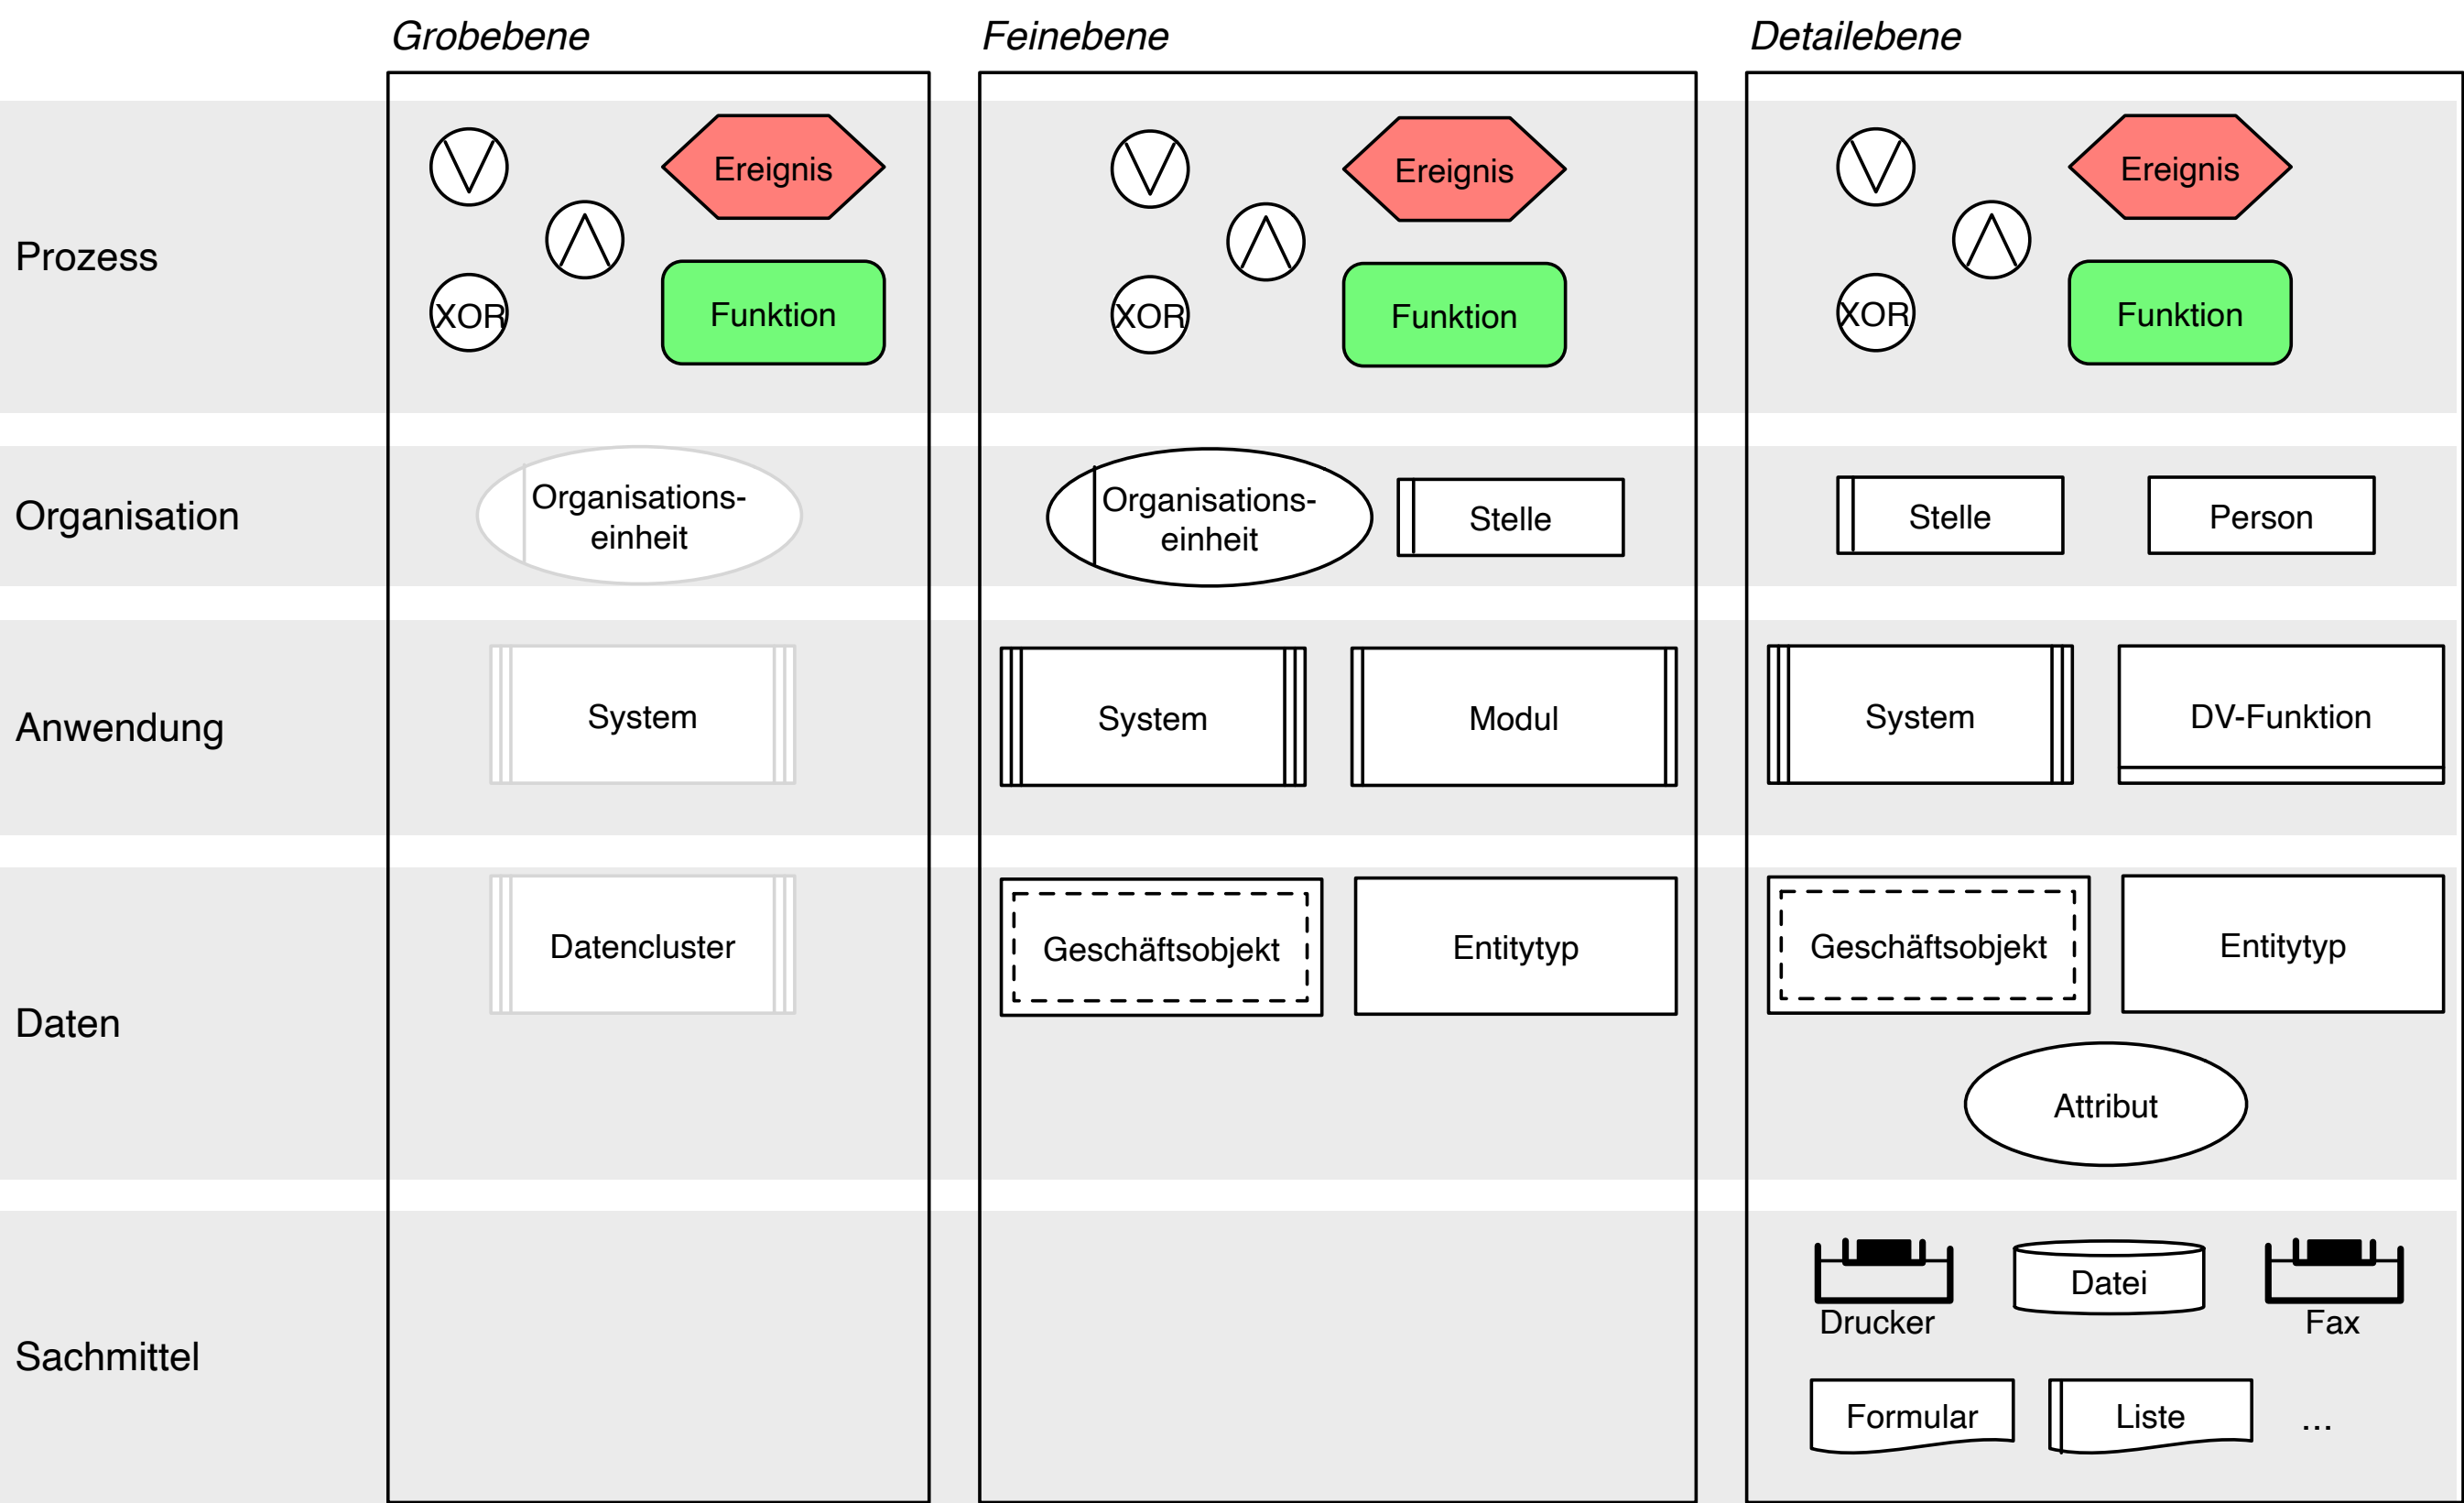 Grobebene Feinebene Detailebene
Prozess
Ereignis Ereignis Ereignis
XOR Funktion XOR Funktion XOR Funktion
Organisation
Organisations-
einheit
Organisations-
einheit
Stelle
Stelle Person
Anwendung
System System Modul System DV-Funktion
Daten
Datencluster Geschäftsobjekt Entitytyp Geschäftsobjekt Entitytyp
Attribut
Sachmittel
Drucker Datei Fax
Formular Liste ...